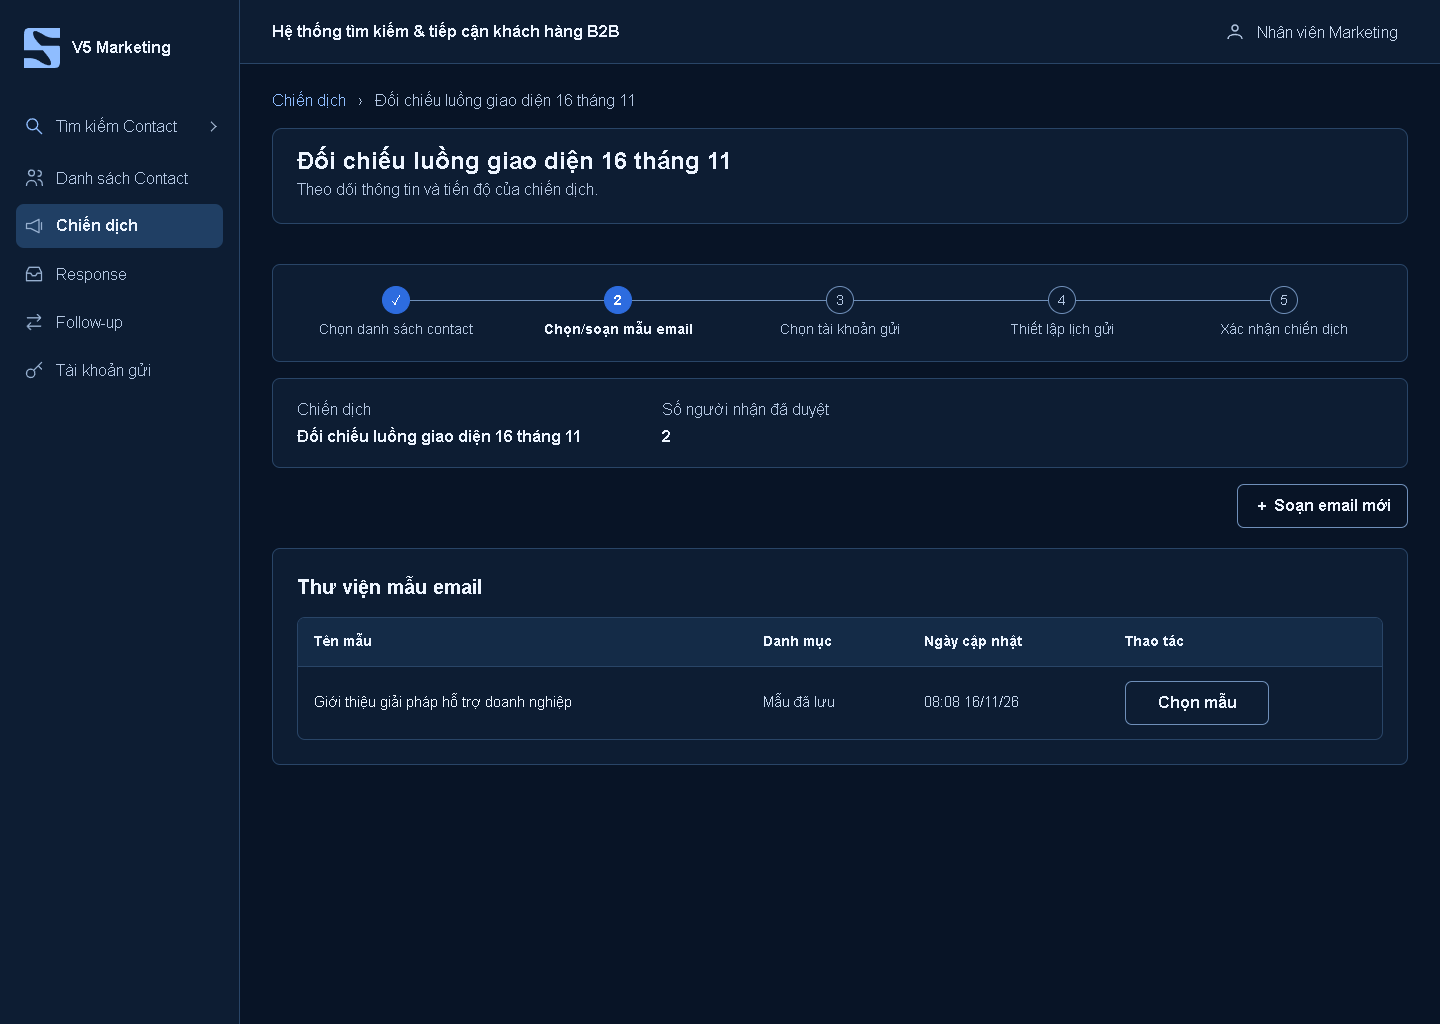 V5 Marketing
Hệ thống tìm kiếm & tiếp cận khách hàng B2B
Nhân viên Marketing
Tìm kiếm Contact
Danh sách Contact
Chiến dịch
Response
Follow-up
Tài khoản gửi
Chiến dịch › Đối chiếu luồng giao diện 16 tháng 11
Đối chiếu luồng giao diện 16 tháng 11
Theo dõi thông tin và tiến độ của chiến dịch.
✓ 2 3 4 5
Chọn danh sách contact Chọn/soạn mẫu email Chọn tài khoản gửi Thiết lập lịch gửi Xác nhận chiến dịch
Chiến dịch Số người nhận đã duyệt
Đối chiếu luồng giao diện 16 tháng 11 2
+ Soạn email mới
Thư viện mẫu email
Tên mẫu Danh mục Ngày cập nhật Thao tác
Giới thiệu giải pháp hỗ trợ doanh nghiệp Mẫu đã lưu 08:08 16/11/26 Chọn mẫu